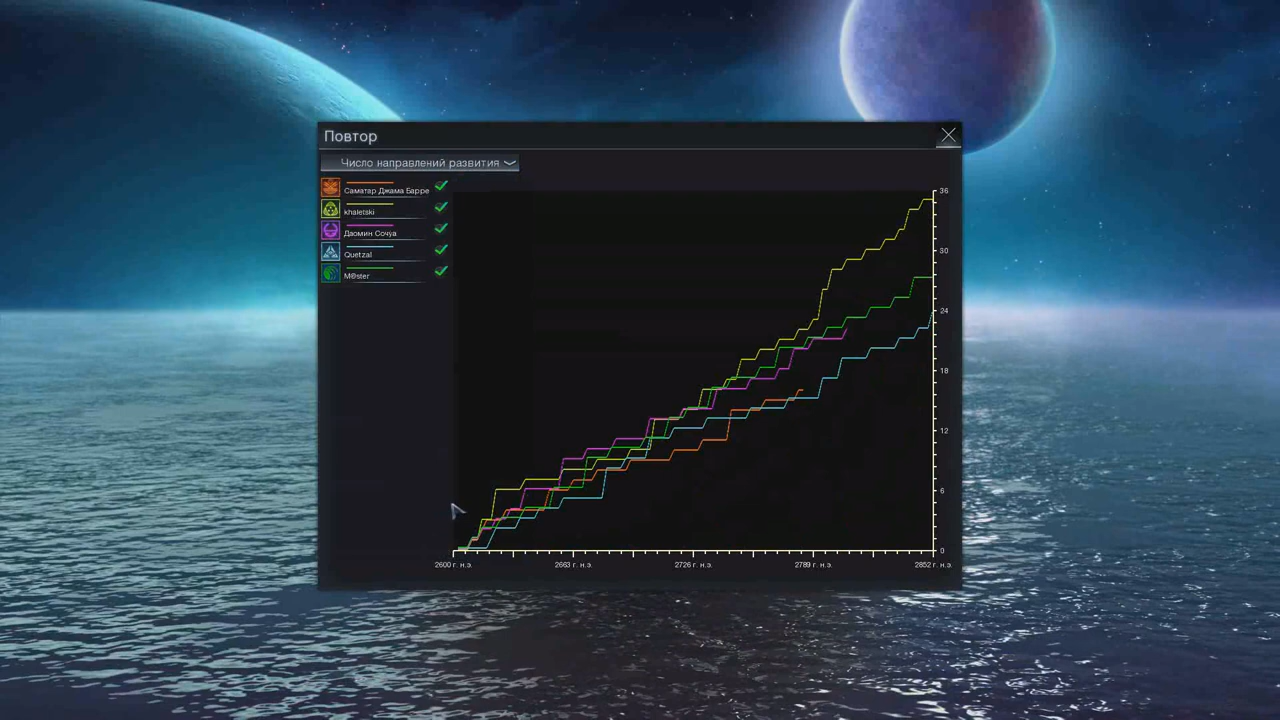 Повтор
Число направлений развития
Саматар Джама Барре
khaletski
Даомин Сочуа
Quetzal
M@ster
36
30
24
18
12
6
0
2600 г. н.э.
2663 г. н.э.
2726 г. н.э.
2789 г. н.э.
2852 г. н.э.